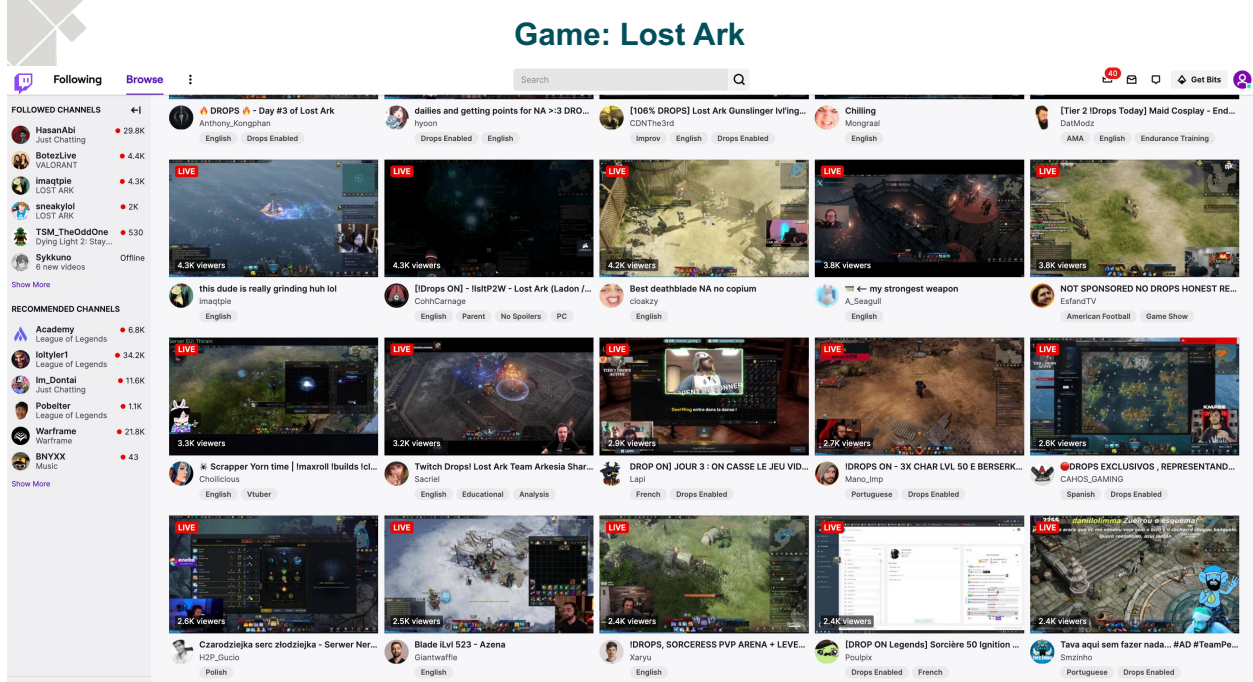 Game: Lost Ark
Following Browse Search 40 Get Bits
FOLLOWED CHANNELS
HasanAbi 29.8K
Just Chatting
BotezLive 4.4K
VALORANT
imaqtpie 4.3K
LOST ARK
sneakylol 2K
LOST ARK
TSM_TheOddOne 530
Dying Light 2: Stay...
Sykkuno Offline
6 new videos
Show More
RECOMMENDED CHANNELS
Academy 6.8K
League of Legends
loltyler1 34.2K
League of Legends
Im_Dontai 11.6K
Just Chatting
Pobelter 1.1K
League of Legends
Warframe 21.8K
Warframe
BNYXX 43
Music
Show More
🔥 DROPS 🔥 - Day #3 of Lost Ark
Anthony_Kongphan
English Drops Enabled
dailies and getting points for NA >:3 DRO...
hyoon
Drops Enabled English
[106% DROPS] Lost Ark Gunslinger lvl'ing...
CDNThe3rd
Improv English Drops Enabled
Chilling
Mongraal
English
[Tier 2 !Drops Today] Maid Cosplay - End...
DatModz
AMA English Endurance Training
LIVE
4.3K viewers
this dude is really grinding huh lol
imaqtpie
English
LIVE
4.3K viewers
[!Drops ON] - !IsItP2W - Lost Ark (Ladon /...
CohhCarnage
English Parent No Spoilers PC
LIVE
4.2K viewers
Best deathblade NA no copium
cloakzy
English
LIVE
3.8K viewers
<— my strongest weapon
A_Seagull
English
LIVE
3.8K viewers
NOT SPONSORED NO DROPS HONEST RE...
EsfandTV
American Football Game Show
LIVE
3.3K viewers
Scrapper Yorn time | !maxroll !builds !cl...
Choilicious
English Vtuber
LIVE
3.2K viewers
Twitch Drops! Lost Ark Team Arkesia Shar...
Sacriel
English Educational Analysis
LIVE
2.9K viewers
DROP ON] JOUR 3 : ON CASSE LE JEU VID...
Lapi
French Drops Enabled
LIVE
2.7K viewers
!DROPS ON - 3X CHAR LVL 50 E BERSERK...
Mano_Imp
Portuguese Drops Enabled
LIVE
2.6K viewers
🔴DROPS EXCLUSIVOS , REPRESENTAND...
CAHOS_GAMING
Spanish Drops Enabled
LIVE
2.6K viewers
Czarodziejka serc złodziejka - Serwer Ner...
H2P_Gucio
Polish
LIVE
2.5K viewers
Blade iLvl 523 - Azena
Giantwaffle
English
LIVE
2.4K viewers
!DROPS, SORCERESS PVP ARENA + LEVE...
Xaryu
English
LIVE
2.4K viewers
[DROP ON Legends] Sorcière 50 Ignition ...
Poulpix
Drops Enabled French
LIVE
danillolimma Zueirou o esquema!
2.4K viewers
Tava aqui sem fazer nada... #AD #TeamPe...
Smzinho
Portuguese Drops Enabled